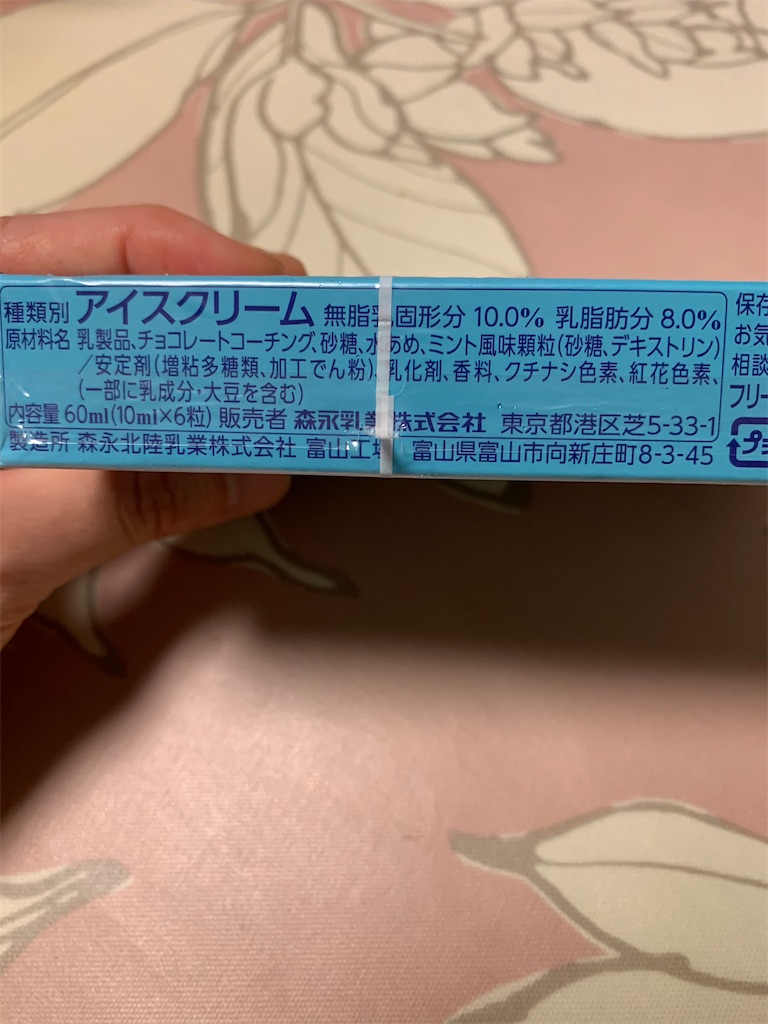 種類別 アイスクリーム 無脂乳固形分 10.0% 乳脂肪分 8.0%
原材料名 乳製品、チョコレートコーチング、砂糖、水あめ、ミント風味顆粒(砂糖、デキストリン)
/安定剤(増粘多糖類、加工でん粉)、乳化剤、香料、クチナシ色素、紅花色素、
(一部に乳成分・大豆を含む)
内容量 60ml(10ml×6粒) 販売者 森永乳業株式会社 東京都港区芝5-33-1
製造所 森永北陸乳業株式会社 富山工場 富山県富山市向新庄町8-3-45
保存
お気
相談
フリー
プラ